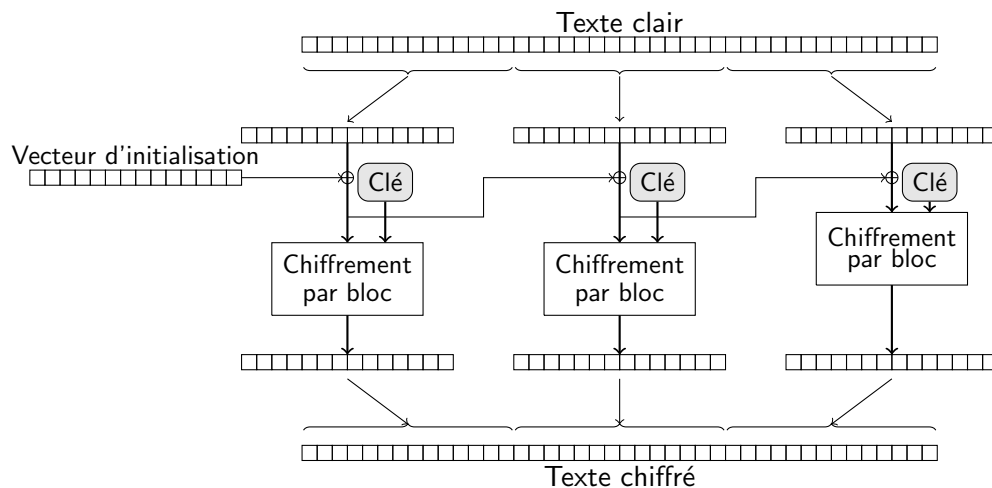 Texte clair
Vecteur d'initialisation
Clé
Clé
Clé
Chiffrement
par bloc
Chiffrement
par bloc
Chiffrement
par bloc
Texte chiffré